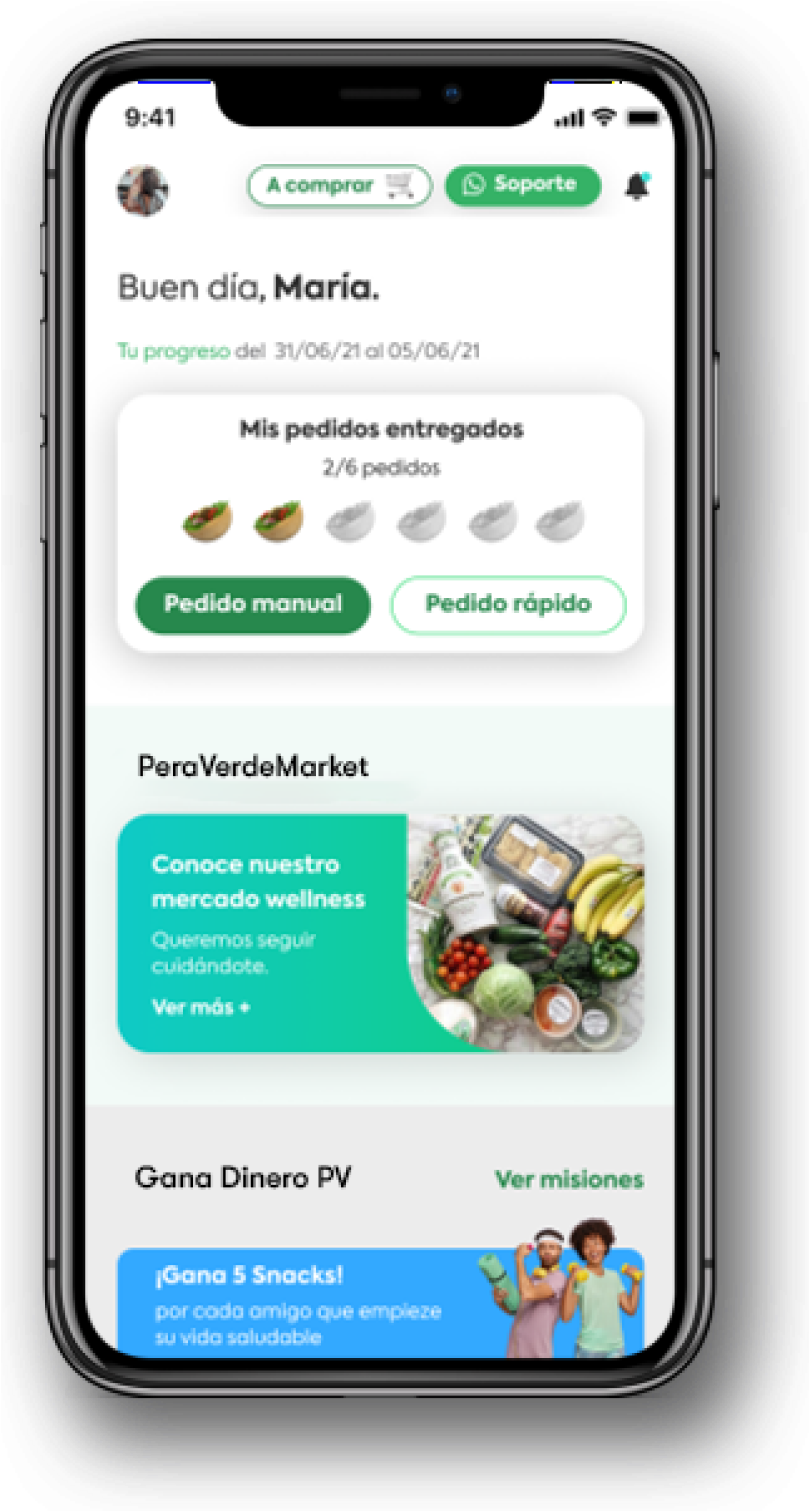 9:41
A comprar
Soporte
Buen día, María.
Tu progreso del 31/06/21 al 05/06/21
Mis pedidos entregados
2/6 pedidos
Pedido manual
Pedido rápido
PeraVerdeMarket
Conoce nuestro
mercado wellness
Queremos seguir
cuidándote.
Ver más +
Gana Dinero PV
Ver misiones
¡Gana 5 Snacks!
por cada amigo que empieze
su vida saludable